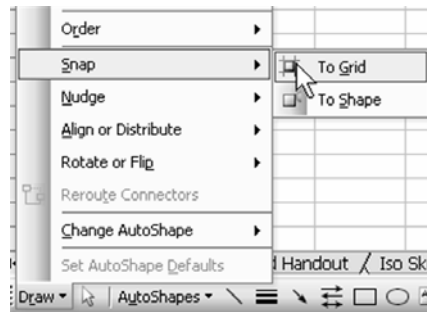 Order
Snap
To Grid
Nudge
To Shape
Align or Distribute
Rotate or Flip
Reroute Connectors
Change AutoShape
Set AutoShape Defaults
Handout / Iso Sk
Draw
AutoShapes